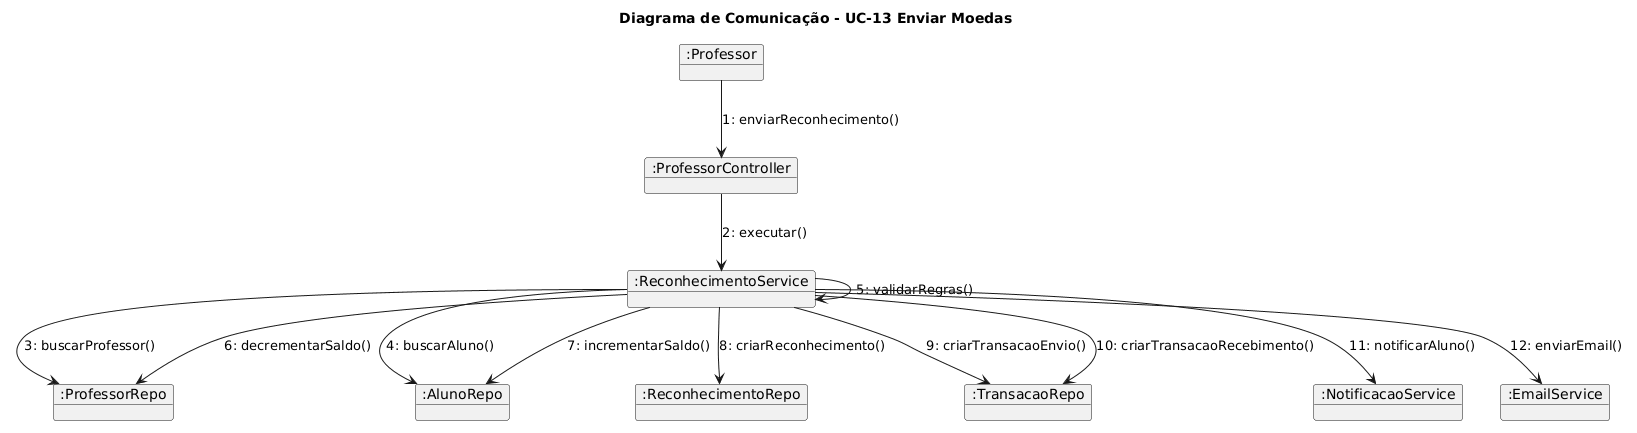 Diagrama de Comunicação - UC-13 Enviar Moedas
:Professor
1: enviarReconhecimento()
:ProfessorController
2: executar()
:ReconhecimentoService
5: validarRegras()
3: buscarProfessor()
6: decrementarSaldo()
4: buscarAluno()
7: incrementarSaldo()
8: criarReconhecimento()
9: criarTransacaoEnvio()
10: criarTransacaoRecebimento()
11: notificarAluno()
12: enviarEmail()
:ProfessorRepo
:AlunoRepo
:ReconhecimentoRepo
:TransacaoRepo
:NotificacaoService
:EmailService